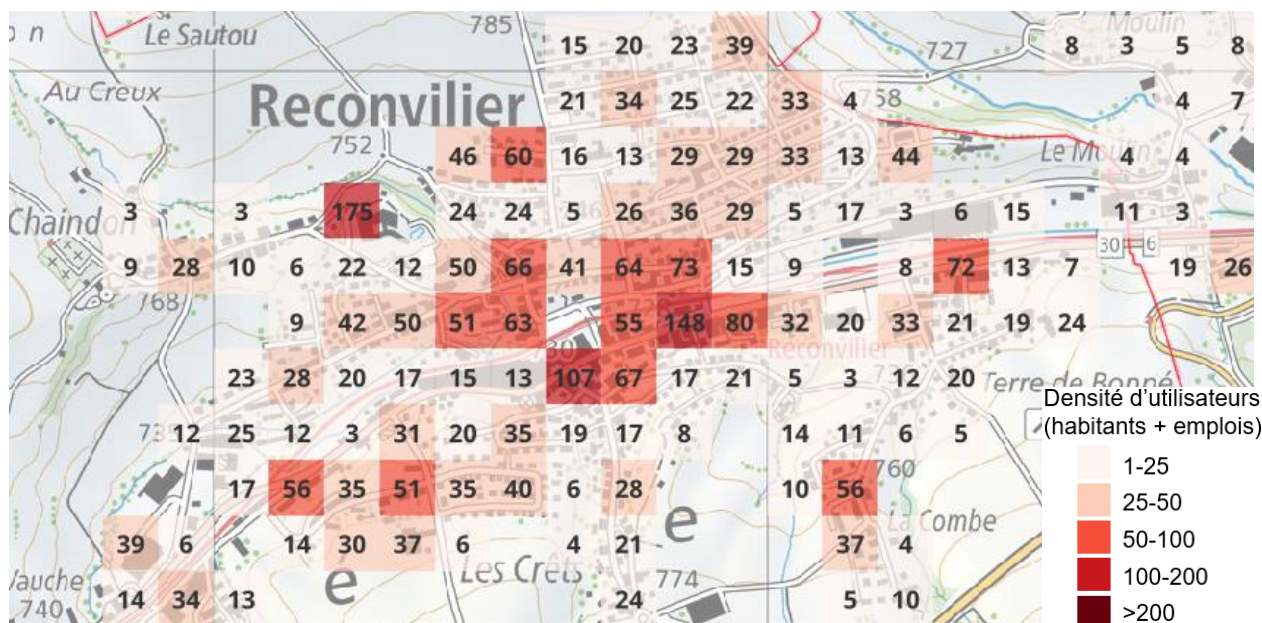 785
Moulin
n
Le Sautou
15 20 23 39 727 8 3 5 8
Au Creux
Reconvilier
21 34 25 22 33 4 758 4 7
752
46 60 16 13 29 29 33 13 44 Le Moulin 4 4
3 3 175 24 24 5 26 36 29 5 17 3 6 15 11 3
Chaindon
30 6
9 28 10 6 22 12 50 66 41 64 73 15 9 8 72 13 7 19 26
768
9 42 50 51 63 55 148 80 32 20 33 21 19 24
Reconvilier
23 28 20 17 15 13 107 67 17 21 5 3 12 20 Terre de Bonpé
12 25 12 3 31 20 35 19 17 8 14 11 6 5
760
17 56 35 51 35 40 6 28 10 56
e
La Combe
39 6 14 30 37 6 4 21 37 4
Les Crêts
è
774
740
14 34 13 24 5 10
Densité d'utilisateurs
(habitants + emplois)
1-25
25-50
50-100
100-200
>200